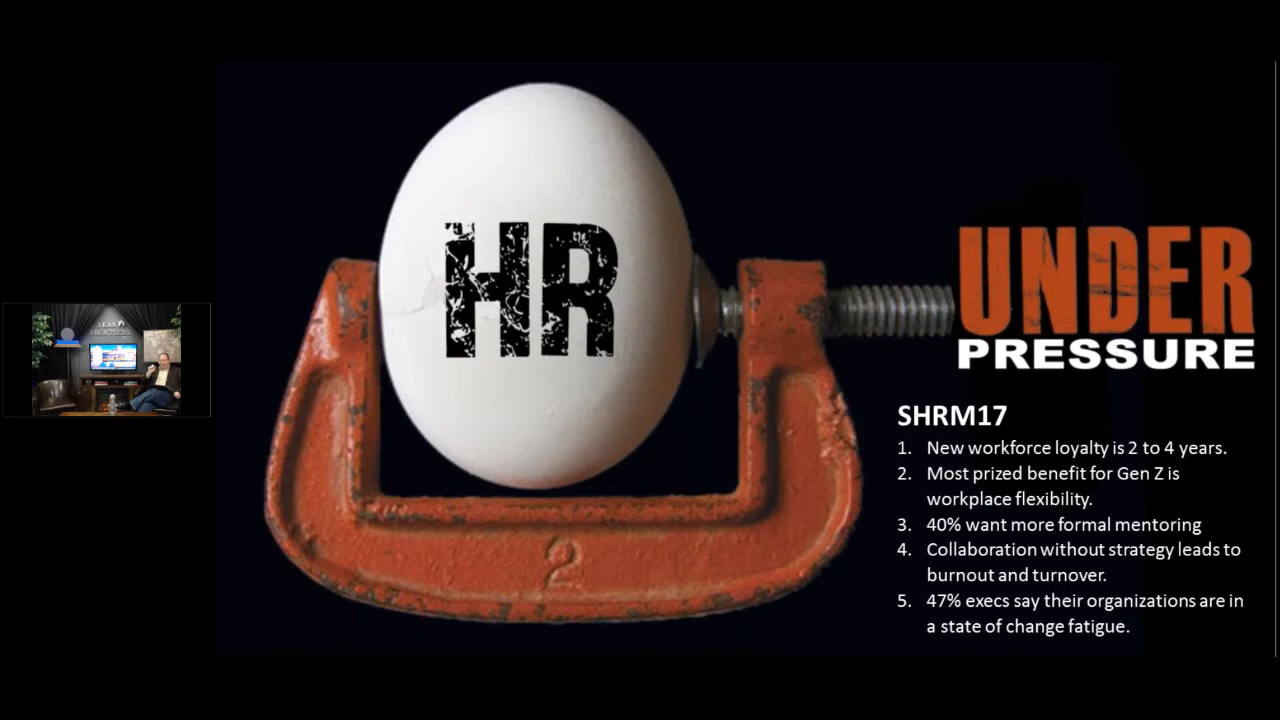 LEAN
FRONTIERS
HR
2
UNDER
PRESSURE
SHRM17
1. New workforce loyalty is 2 to 4 years.
2. Most prized benefit for Gen Z is
workplace flexibility.
3. 40% want more formal mentoring
4. Collaboration without strategy leads to
burnout and turnover.
5. 47% execs say their organizations are in
a state of change fatigue.